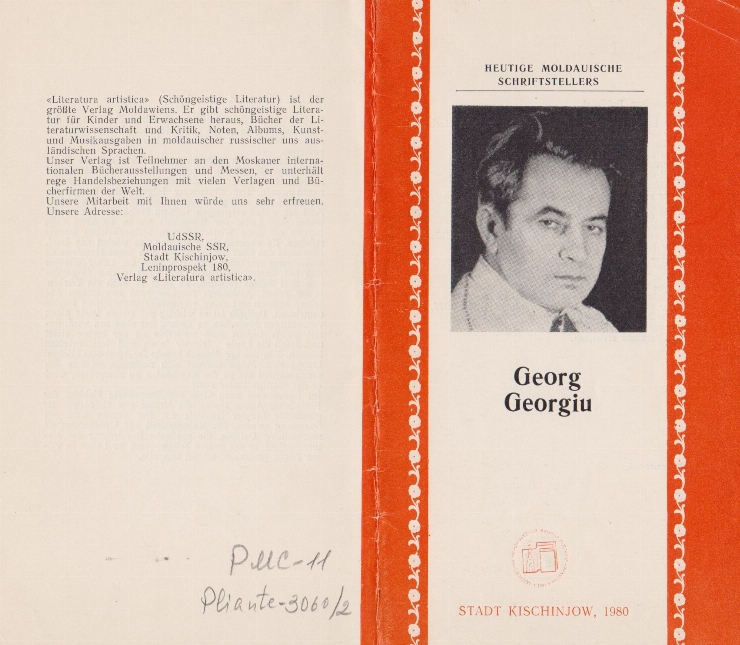 «Literatura artistica» (Schöngeistige Literatur) ist der
größte Verlag Moldawiens. Er gibt schöngeistige Litera-
tur für Kinder und Erwachsene heraus, Bücher der Li-
teraturwissenschaft und Kritik, Noten, Albums, Kunst-
und Musikausgaben in moldauischer russischer uns aus-
ländischen Sprachen.
Unser Verlag ist Teilnehmer an den Moskauer interna-
tionalen Bücherausstellungen und Messen, er unterhält
rege Handelsbeziehungen mit vielen Verlagen und Bü-
cherfirmen der Welt.
Unsere Mitarbeit mit Ihnen würde uns sehr erfreuen.
Unsere Adresse:
UdSSR,
Moldauische SSR,
Stadt Kischinjow,
Leninprospekt 180,
Verlag «Literatura artistica».
РМС-11
Pliante-3060/2
HEUTIGE MOLDAUISCHE
SCHRIFTSTELLERS
Georg
Georgiu
STADT KISCHINJOW, 1980